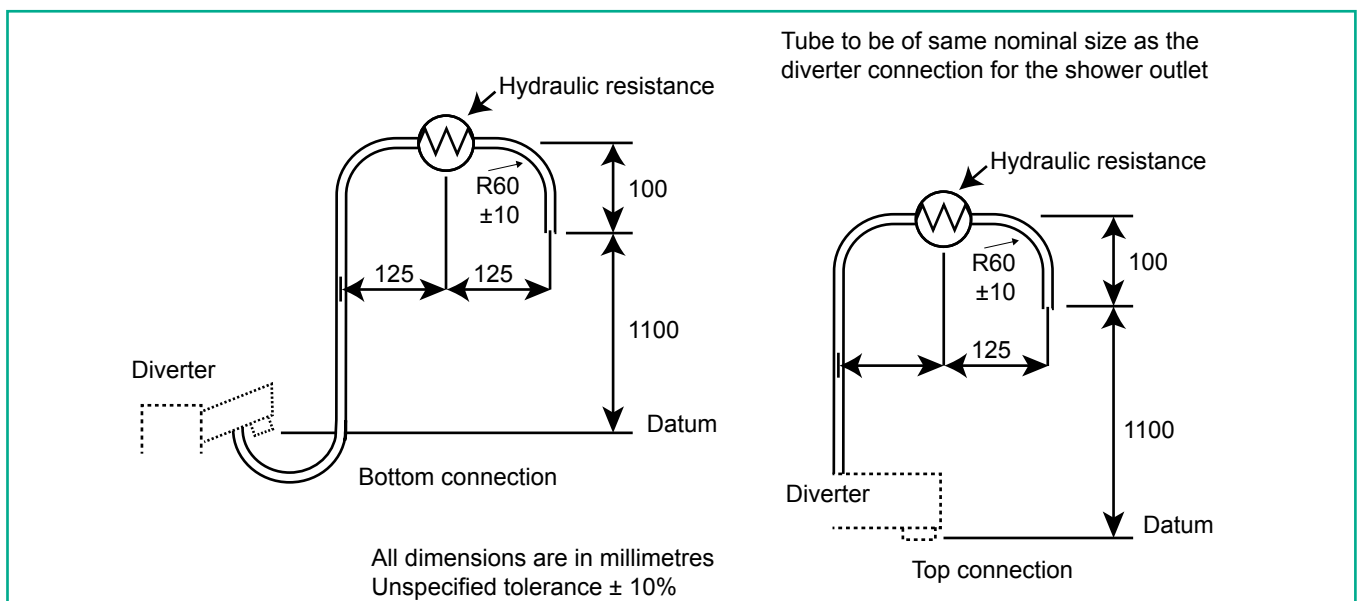 Tube to be of same nominal size as the
diverter connection for the shower outlet
Hydraulic resistance
R60
±10
100
125
125
1100
Diverter
Datum
Bottom connection
Hydraulic resistance
R60
±10
100
125
1100
Diverter
Datum
Top connection
All dimensions are in millimetres
Unspecified tolerance ± 10%